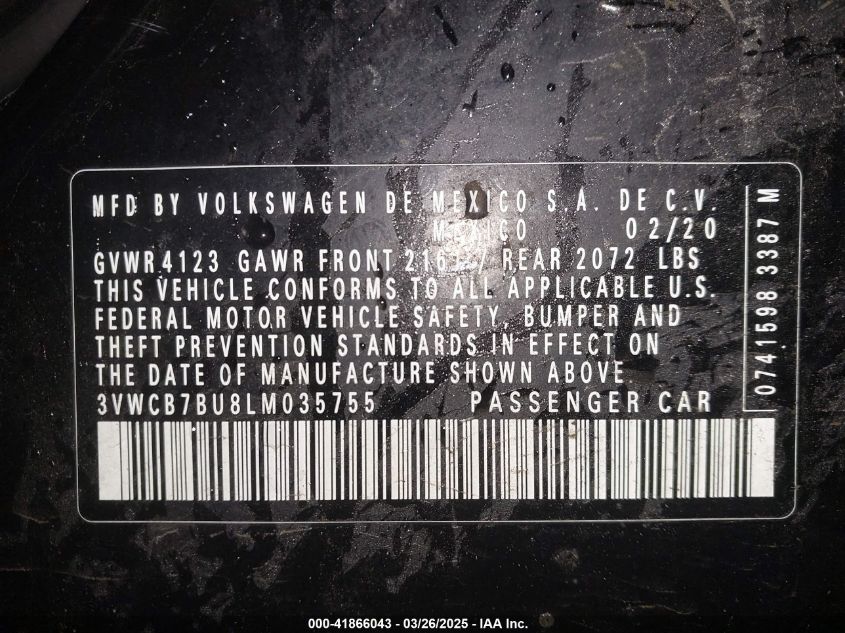 MFD BY VOLKSWAGEN DE MEXICO S.A. DE C.V.
MEXICO 02/20
GVWR 4123 GAWR FRONT / REAR 2072 LBS
THIS VEHICLE CONFORMS TO ALL APPLICABLE U.S.
FEDERAL MOTOR VEHICLE SAFETY, BUMPER AND
THEFT PREVENTION STANDARDS IN EFFECT ON
THE DATE OF MANUFACTURE SHOWN ABOVE
3VWCB7BU8LM035755 PASSENGER CAR
0741598 3387 M
000-41866043 - 03/26/2025 - IAA Inc.